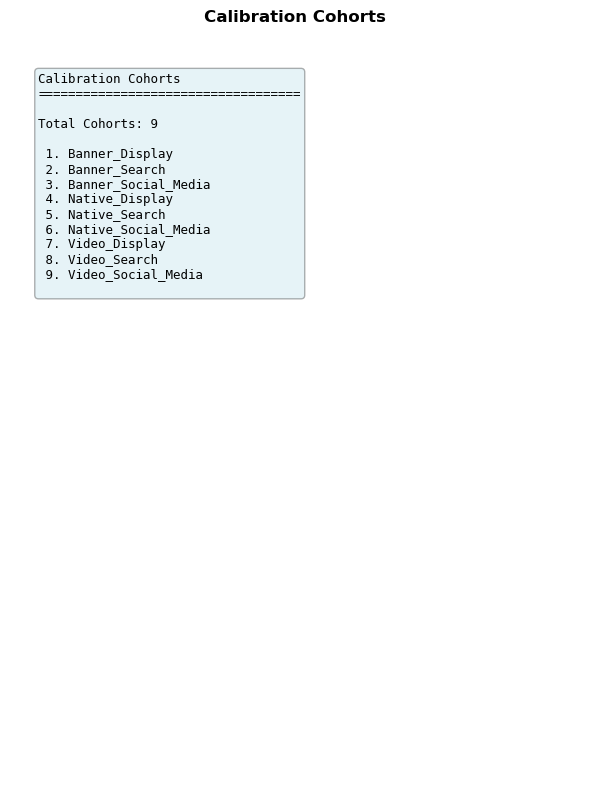 Calibration Cohorts
Calibration Cohorts
===================================
Total Cohorts: 9
1. Banner_Display
2. Banner_Search
3. Banner_Social_Media
4. Native_Display
5. Native_Search
6. Native_Social_Media
7. Video_Display
8. Video_Search
9. Video_Social_Media